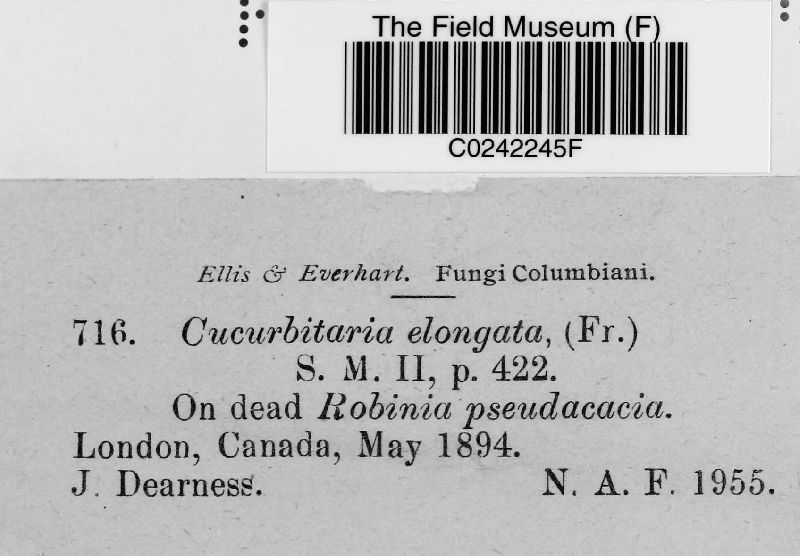 The Field Museum (F)
C0242245F
Ellis & Everhart. Fungi Columbiani.
716. Cucurbitaria elongata, (Fr.)
S. M. II, p. 422.
On dead Robinia pseudacacia.
London, Canada, May 1894.
J. Dearness. N. A. F. 1955.